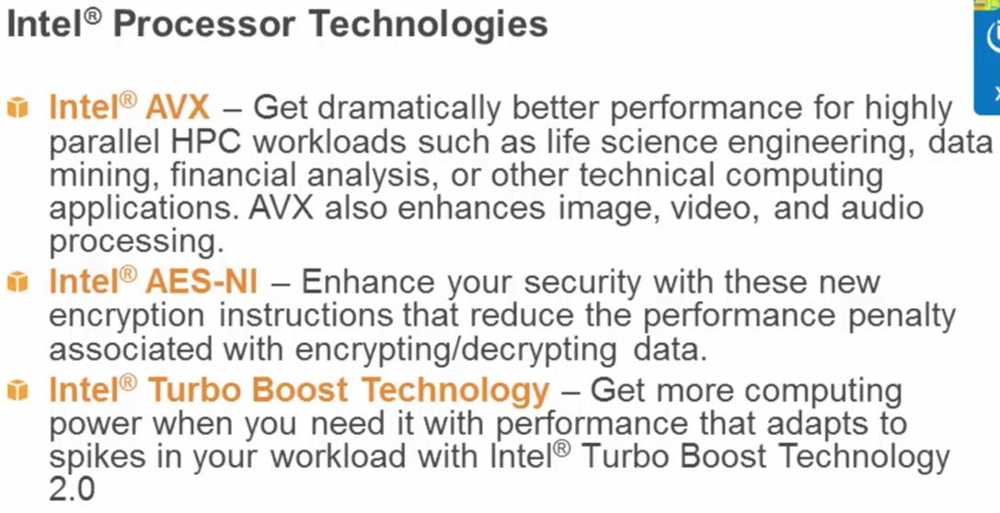 Intel® Processor Technologies
Intel® AVX – Get dramatically better performance for highly
parallel HPC workloads such as life science engineering, data
mining, financial analysis, or other technical computing
applications. AVX also enhances image, video, and audio
processing.
Intel® AES-NI – Enhance your security with these new
encryption instructions that reduce the performance penalty
associated with encrypting/decrypting data.
Intel® Turbo Boost Technology – Get more computing
power when you need it with performance that adapts to
spikes in your workload with Intel® Turbo Boost Technology
2.0